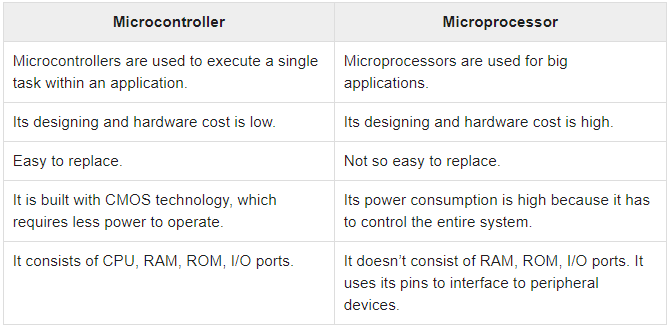 Microcontroller Microprocessor
Microcontrollers are used to execute a single
task within an application.
Microprocessors are used for big
applications.
Its designing and hardware cost is low.
Its designing and hardware cost is high.
Easy to replace.
Not so easy to replace.
It is built with CMOS technology, which
requires less power to operate.
Its power consumption is high because it has
to control the entire system.
It consists of CPU, RAM, ROM, I/O ports.
It doesn’t consist of RAM, ROM, I/O ports. It
uses its pins to interface to peripheral
devices.